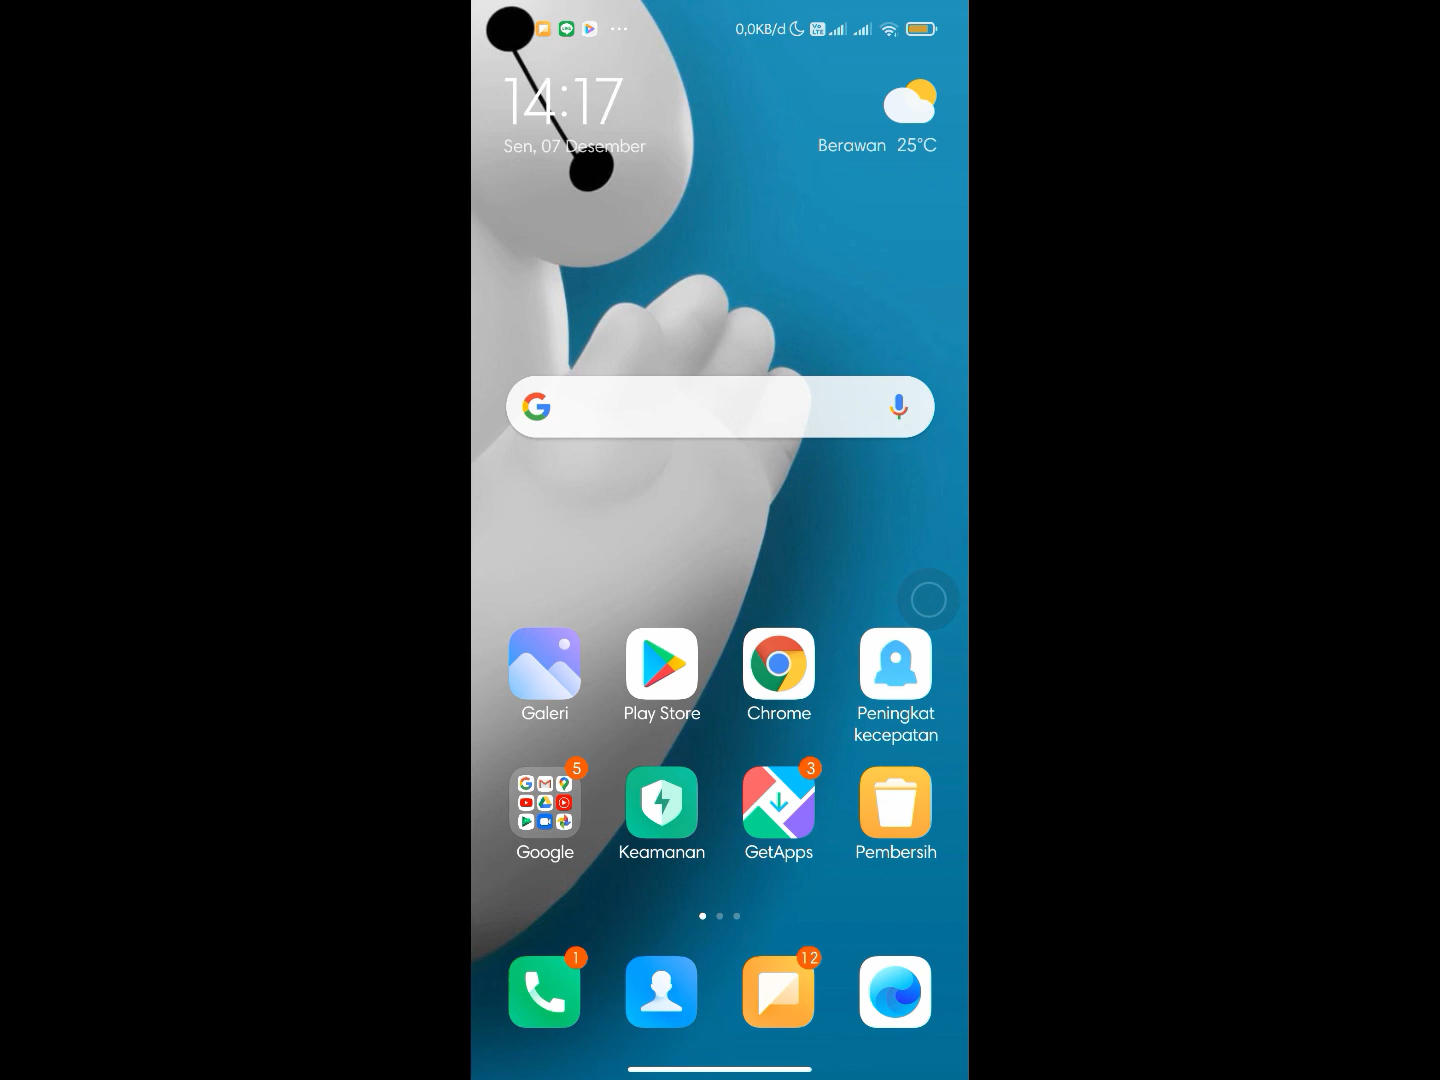 0,0KB/d
14:17
Sen, 07 Desember
Berawan 25°C
Galeri
Play Store
Chrome
Peningkat
kecepatan
5
3
Google
Keamanan
GetApps
Pembersih
1
12